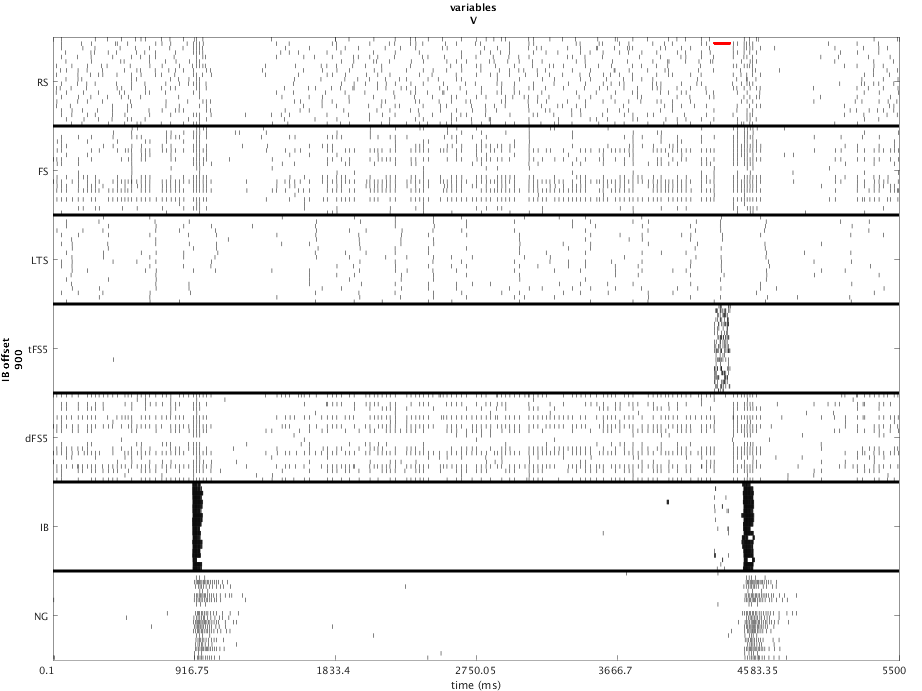 variables
V
RS
FS
LTS
tFS5
dFS5
IB
NG
IB offset
900
0.1
916.75
1833.4
2750.05
3666.7
4583.35
5500
time (ms)